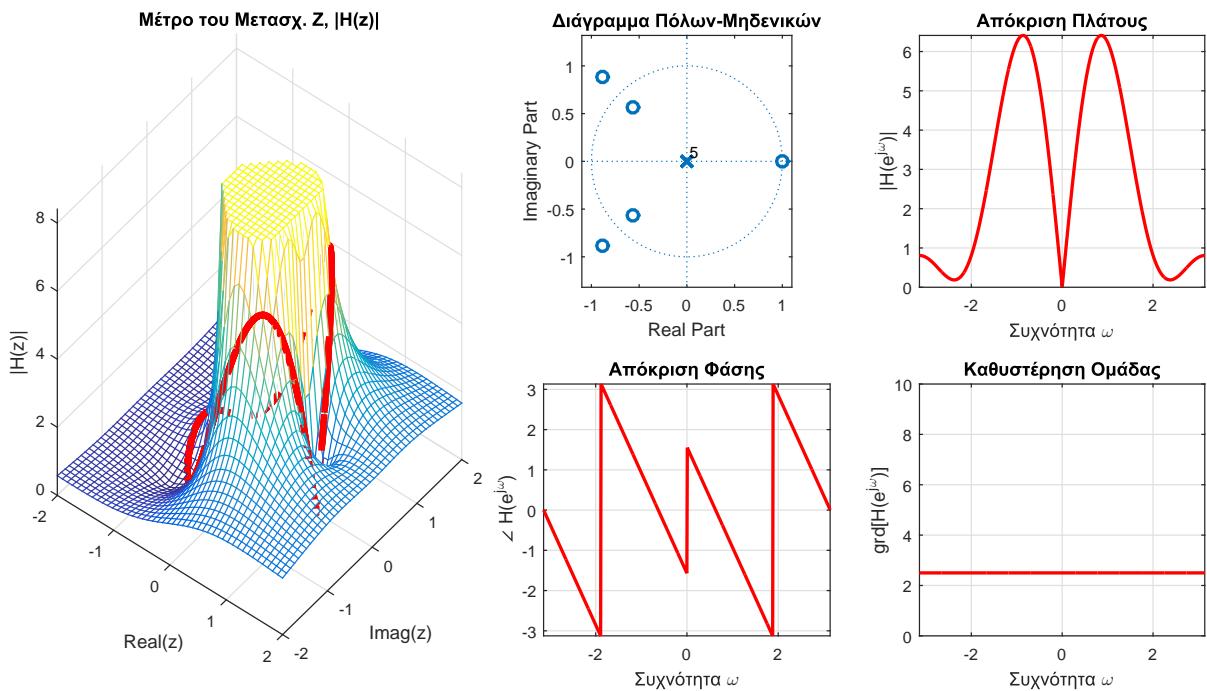 Μέτρο του Μετασχ. Ζ, |H(z)|
|H(z)|
8
6
4
2
0
-2
-1
0
1
2
Real(z)
-2
-1
0
1
2
Imag(z)
Διάγραμμα Πόλων-Μηδενικών
Imaginary Part
1
0.5
0
-0.5
-1
5
-1 -0.5 0 0.5 1
Real Part
Απόκριση Πλάτους
|H(e^{jω})|
6
5
4
3
2
1
0
-2 0 2
Συχνότητα ω
Απόκριση Φάσης
∠ H(e^{jω})
3
2
1
0
-1
-2
-3
-2 0 2
Συχνότητα ω
Καθυστέρηση Ομάδας
grd[H(e^{jω})]
10
8
6
4
2
0
-2 0 2
Συχνότητα ω